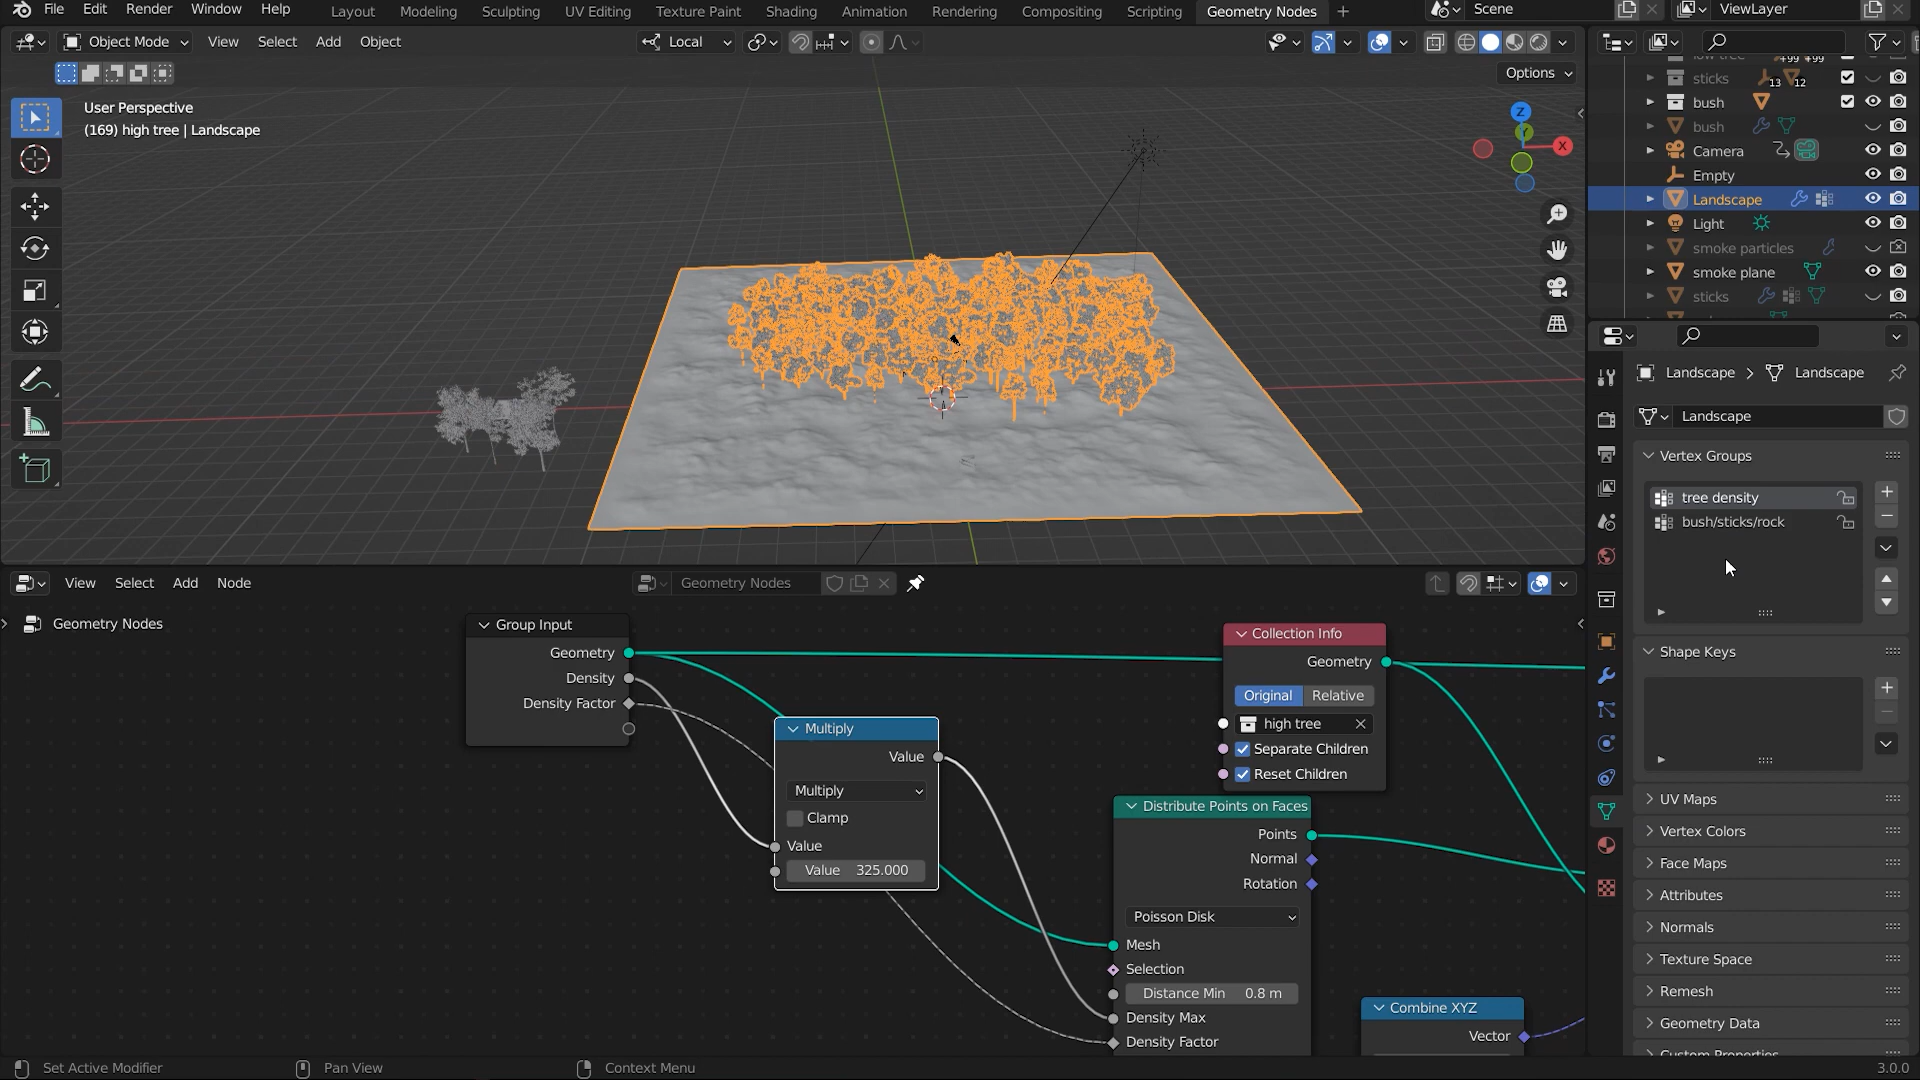 File Edit Render Window Help Layout Modeling Sculpting UV Editing Texture Paint Shading Animation Rendering Compositing Scripting Geometry Nodes + Scene ViewLayer
Object Mode View Select Add Object Local
Options
User Perspective
(169) high tree | Landscape
Z
Y
X
sticks 13 12
bush
bush
Camera
Empty
Landscape
Light
smoke particles
smoke plane
sticks
Landscape > Landscape
Landscape
Vertex Groups
tree density
bush/sticks/rock
Shape Keys
UV Maps
Vertex Colors
Face Maps
Attributes
Normals
Texture Space
Remesh
Geometry Data
Custom Properties
View Select Add Node Geometry Nodes
Geometry Nodes
Group Input
Geometry
Density
Density Factor
Multiply
Value
Multiply
Clamp
Value
Value 325.000
Collection Info
Geometry
Original Relative
high tree
Separate Children
Reset Children
Distribute Points on Faces
Points
Normal
Rotation
Poisson Disk
Mesh
Selection
Distance Min 0.8 m
Density Max
Density Factor
Combine XYZ
Vector
Set Active Modifier Pan View Context Menu 3.0.0